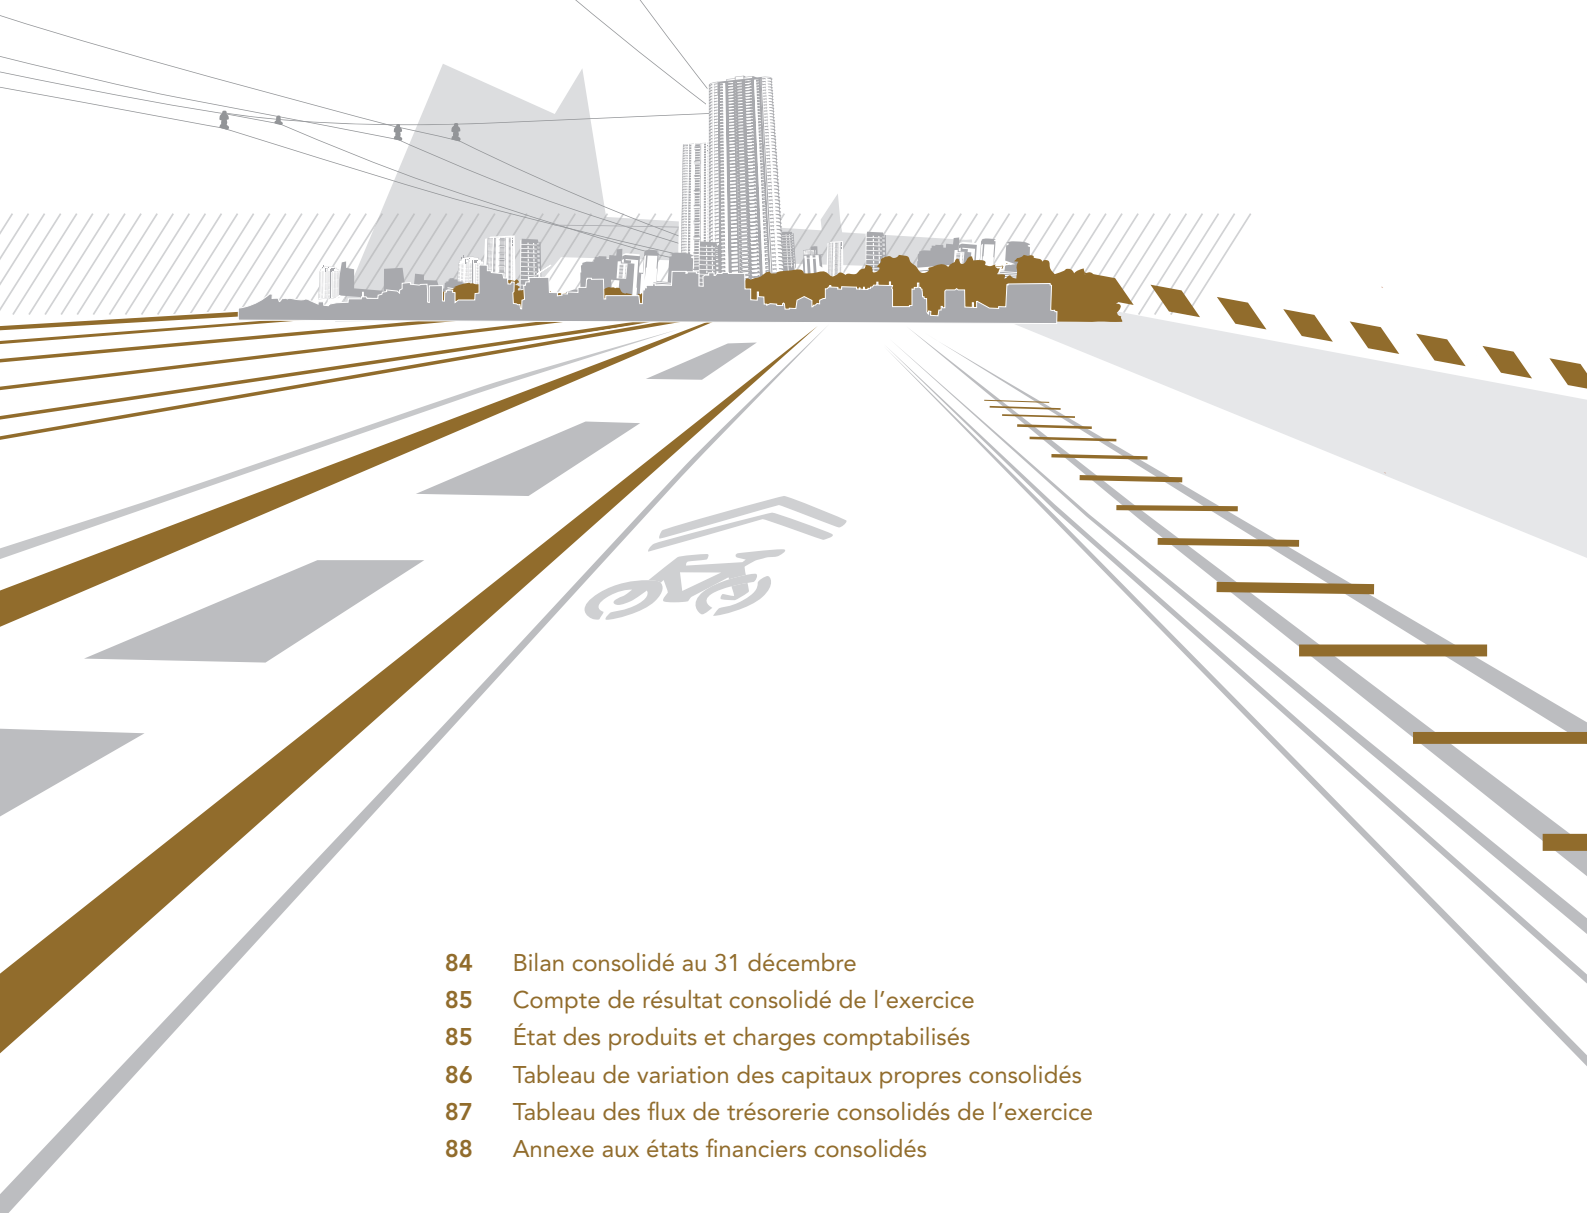 84 Bilan consolidé au 31 décembre
85 Compte de résultat consolidé de l’exercice
85 État des produits et charges comptabilisés
86 Tableau de variation des capitaux propres consolidés
87 Tableau des flux de trésorerie consolidés de l’exercice
88 Annexe aux états financiers consolidés